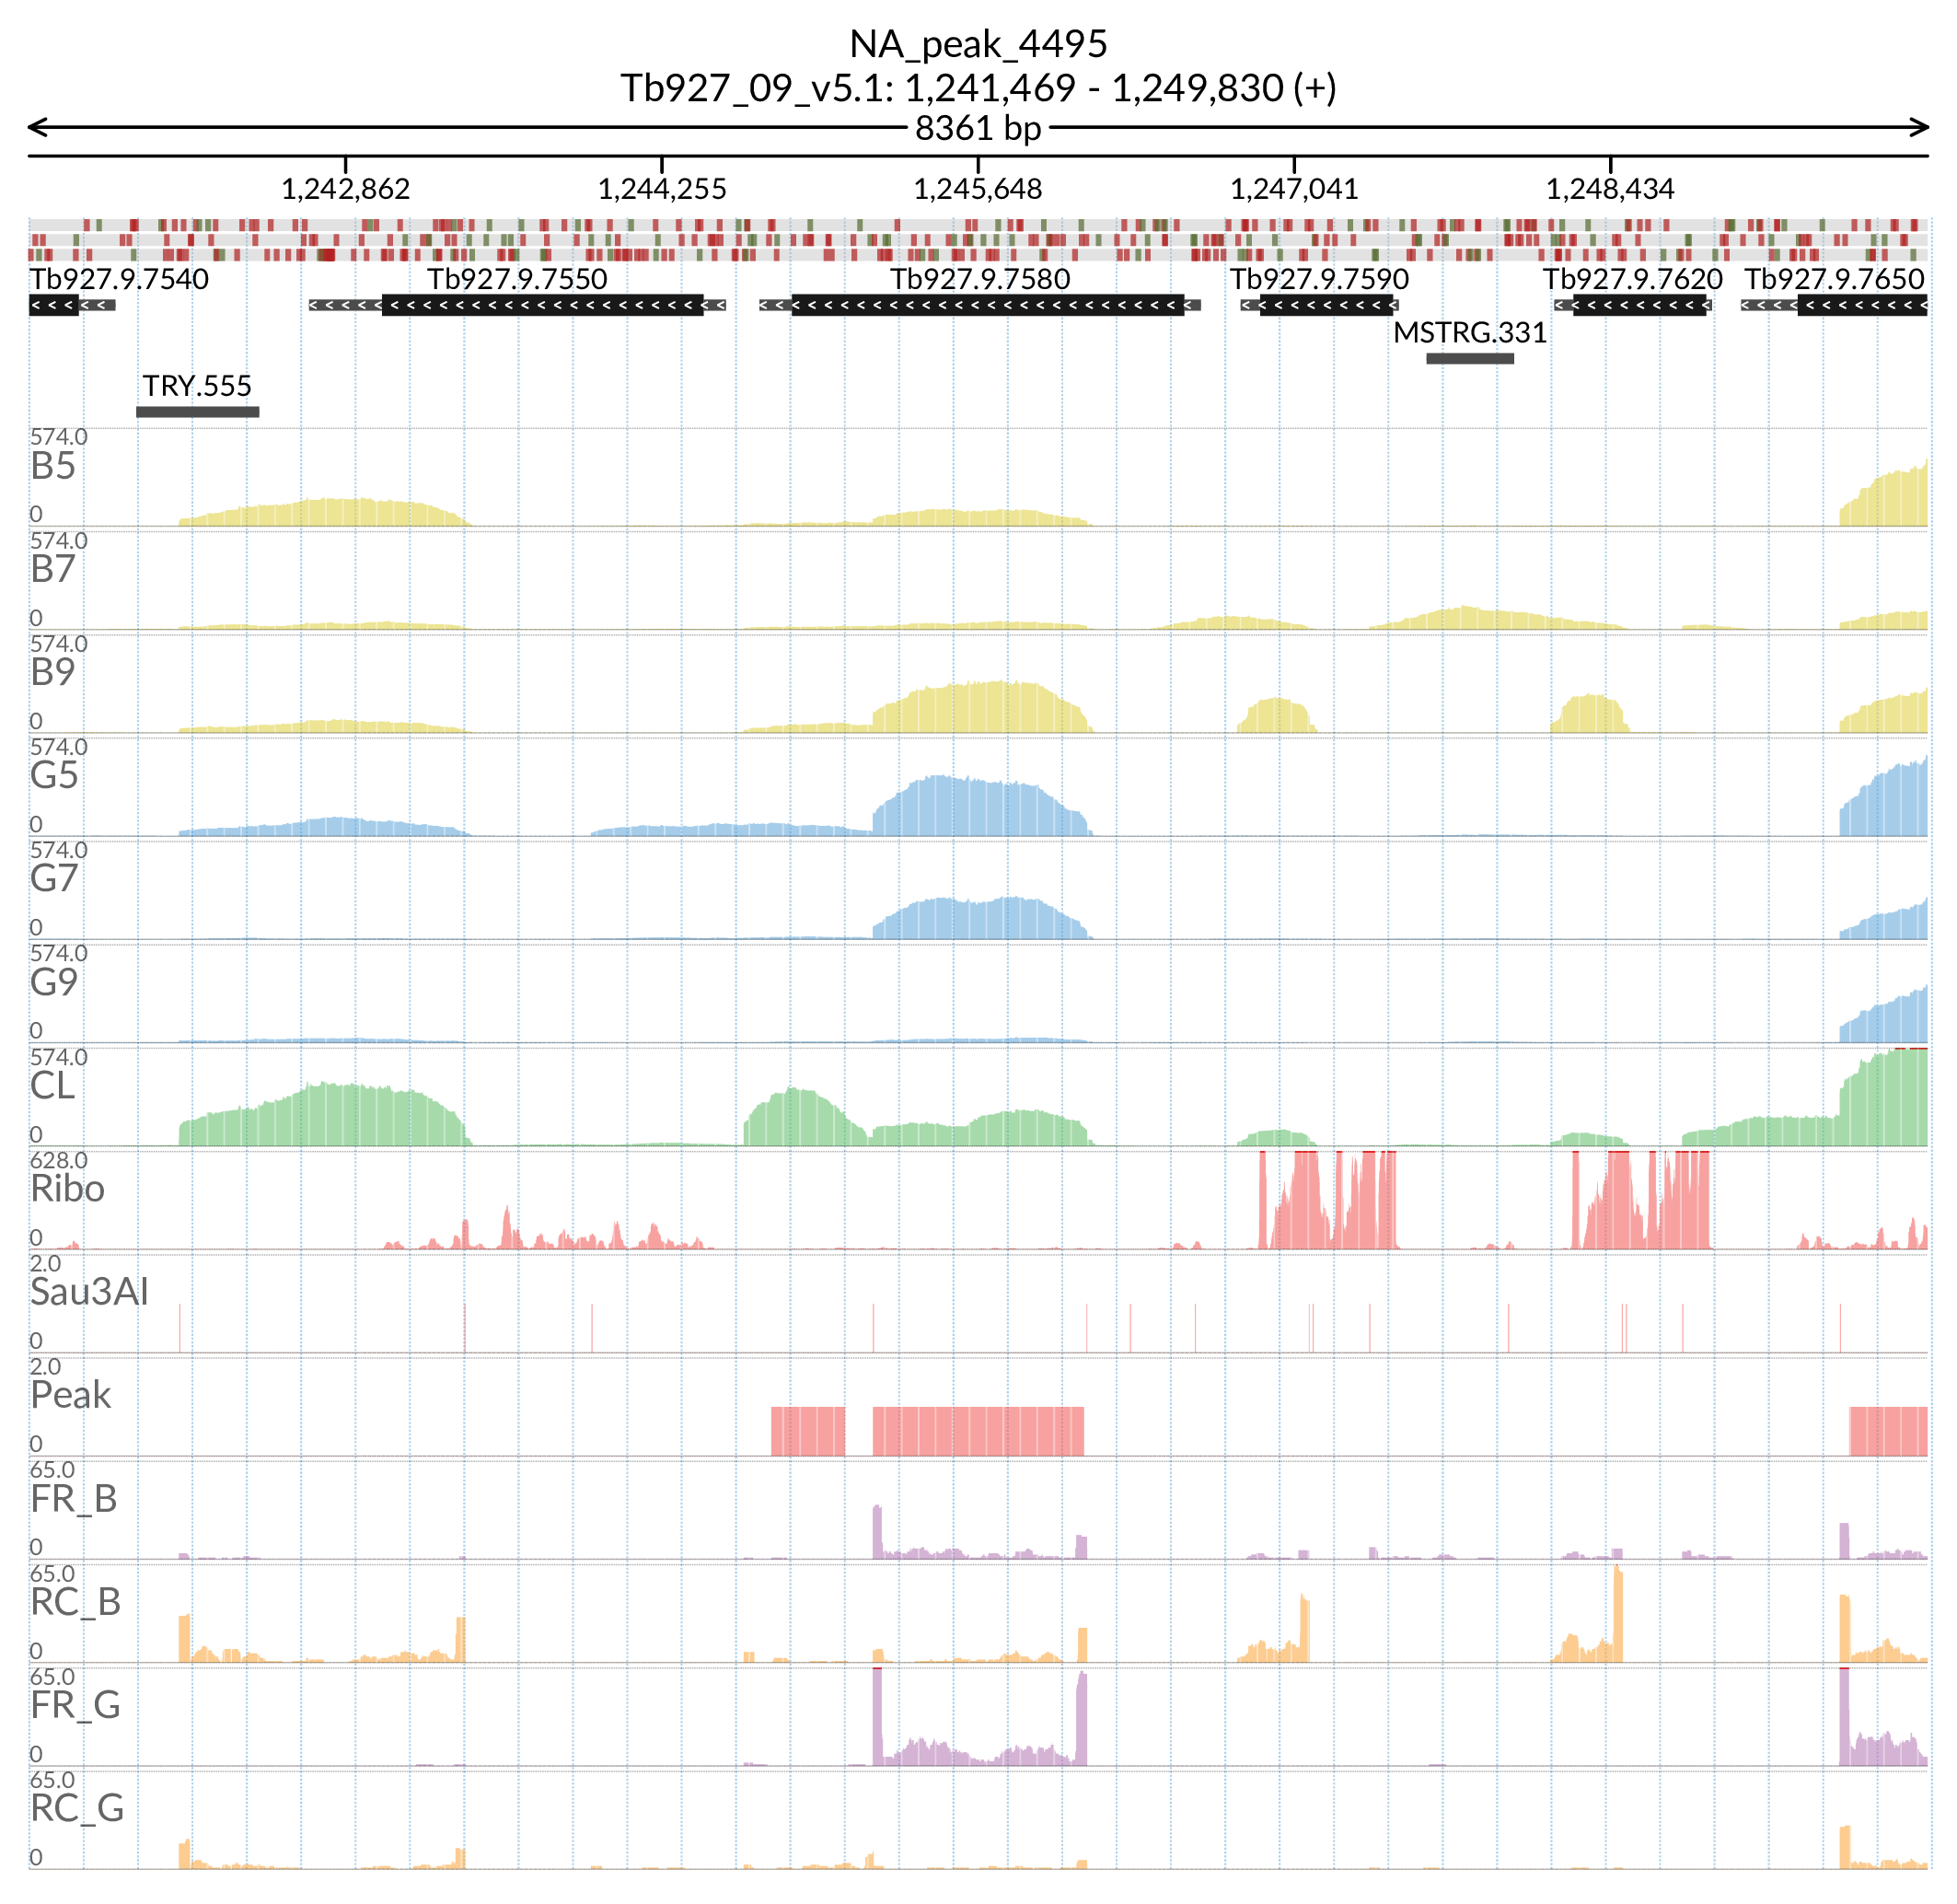 NA_peak_4495
Tb927_09_v5.1: 1,241,469 - 1,249,830 (+)
8361 bp
1,242,862 1,244,255 1,245,648 1,247,041 1,248,434
Tb927.9.7540 Tb927.9.7550 Tb927.9.7580 Tb927.9.7590 Tb927.9.7620 Tb927.9.7650
MSTRG.331
TRY.555
574.0
B5
0
574.0
B7
0
574.0
B9
0
574.0
G5
0
574.0
G7
0
574.0
G9
0
574.0
CL
0
628.0
Ribo
0
2.0
Sau3AI
0
2.0
Peak
0
65.0
FR_B
0
65.0
RC_B
0
65.0
FR_G
0
65.0
RC_G
0